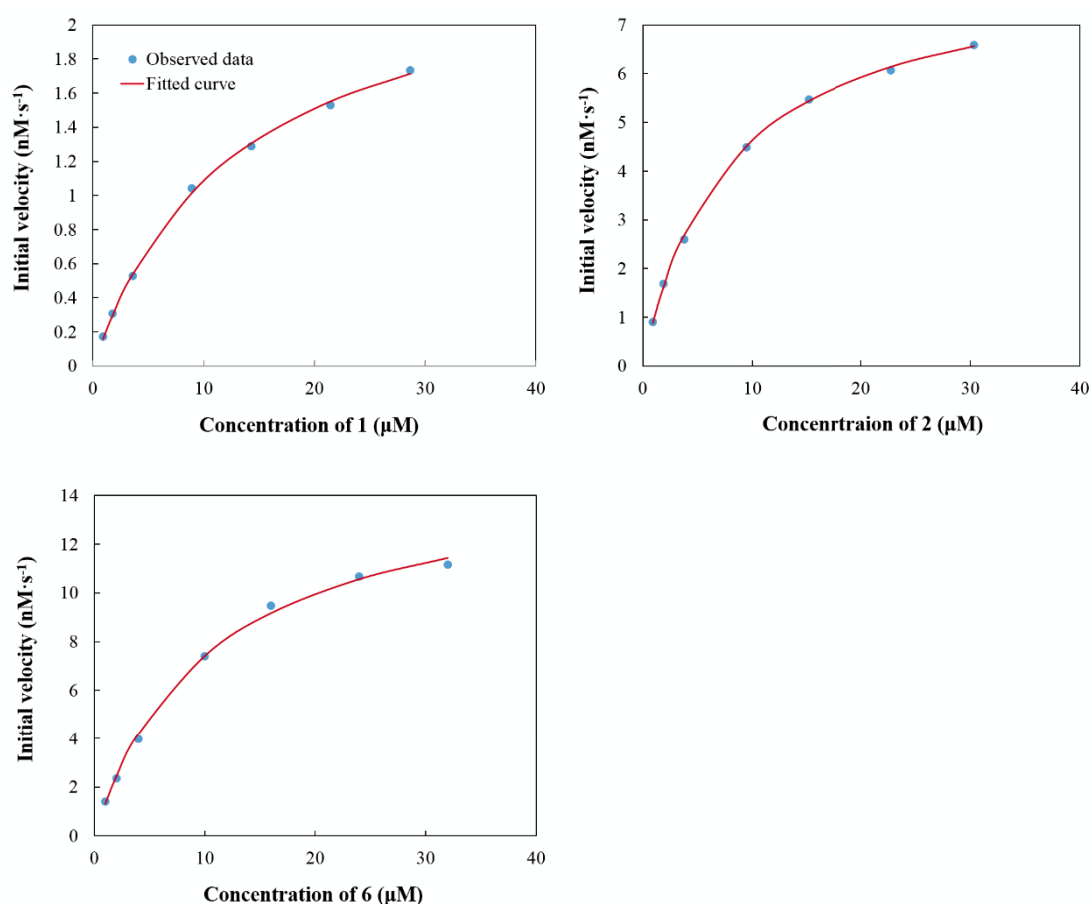 2
1.8
1.6
1.4
1.2
1
0.8
0.6
0.4
0.2
0
Initial velocity (nM·s⁻¹)
Observed data
Fitted curve
0 10 20 30 40
Concentration of 1 (μM)
7
6
5
4
3
2
1
0
Initial velocity (nM·s⁻¹)
0 10 20 30 40
Concenrtraion of 2 (μM)
14
12
10
8
6
4
2
0
Initial velocity (nM·s⁻¹)
0 10 20 30 40
Concentration of 6 (μM)